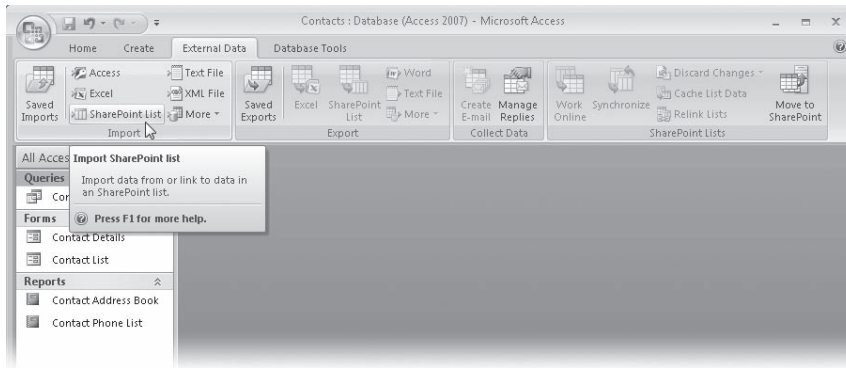 Contacts : Database (Access 2007) - Microsoft Access
Home Create External Data Database Tools
Saved Imports
Access
Excel
SharePoint List
Text File
XML File
More
Import
Saved Exports
Excel
SharePoint List
Word
Text File
More
Export
Create E-mail
Manage Replies
Collect Data
Work Online
Synchronize
Discard Changes
Cache List Data
Relink Lists
Move to SharePoint
SharePoint Lists
All Acces
Import SharePoint list
Import data from or link to data in
an SharePoint list.
Press F1 for more help.
Queries
Cor
Forms
Contact Details
Contact List
Reports
Contact Address Book
Contact Phone List